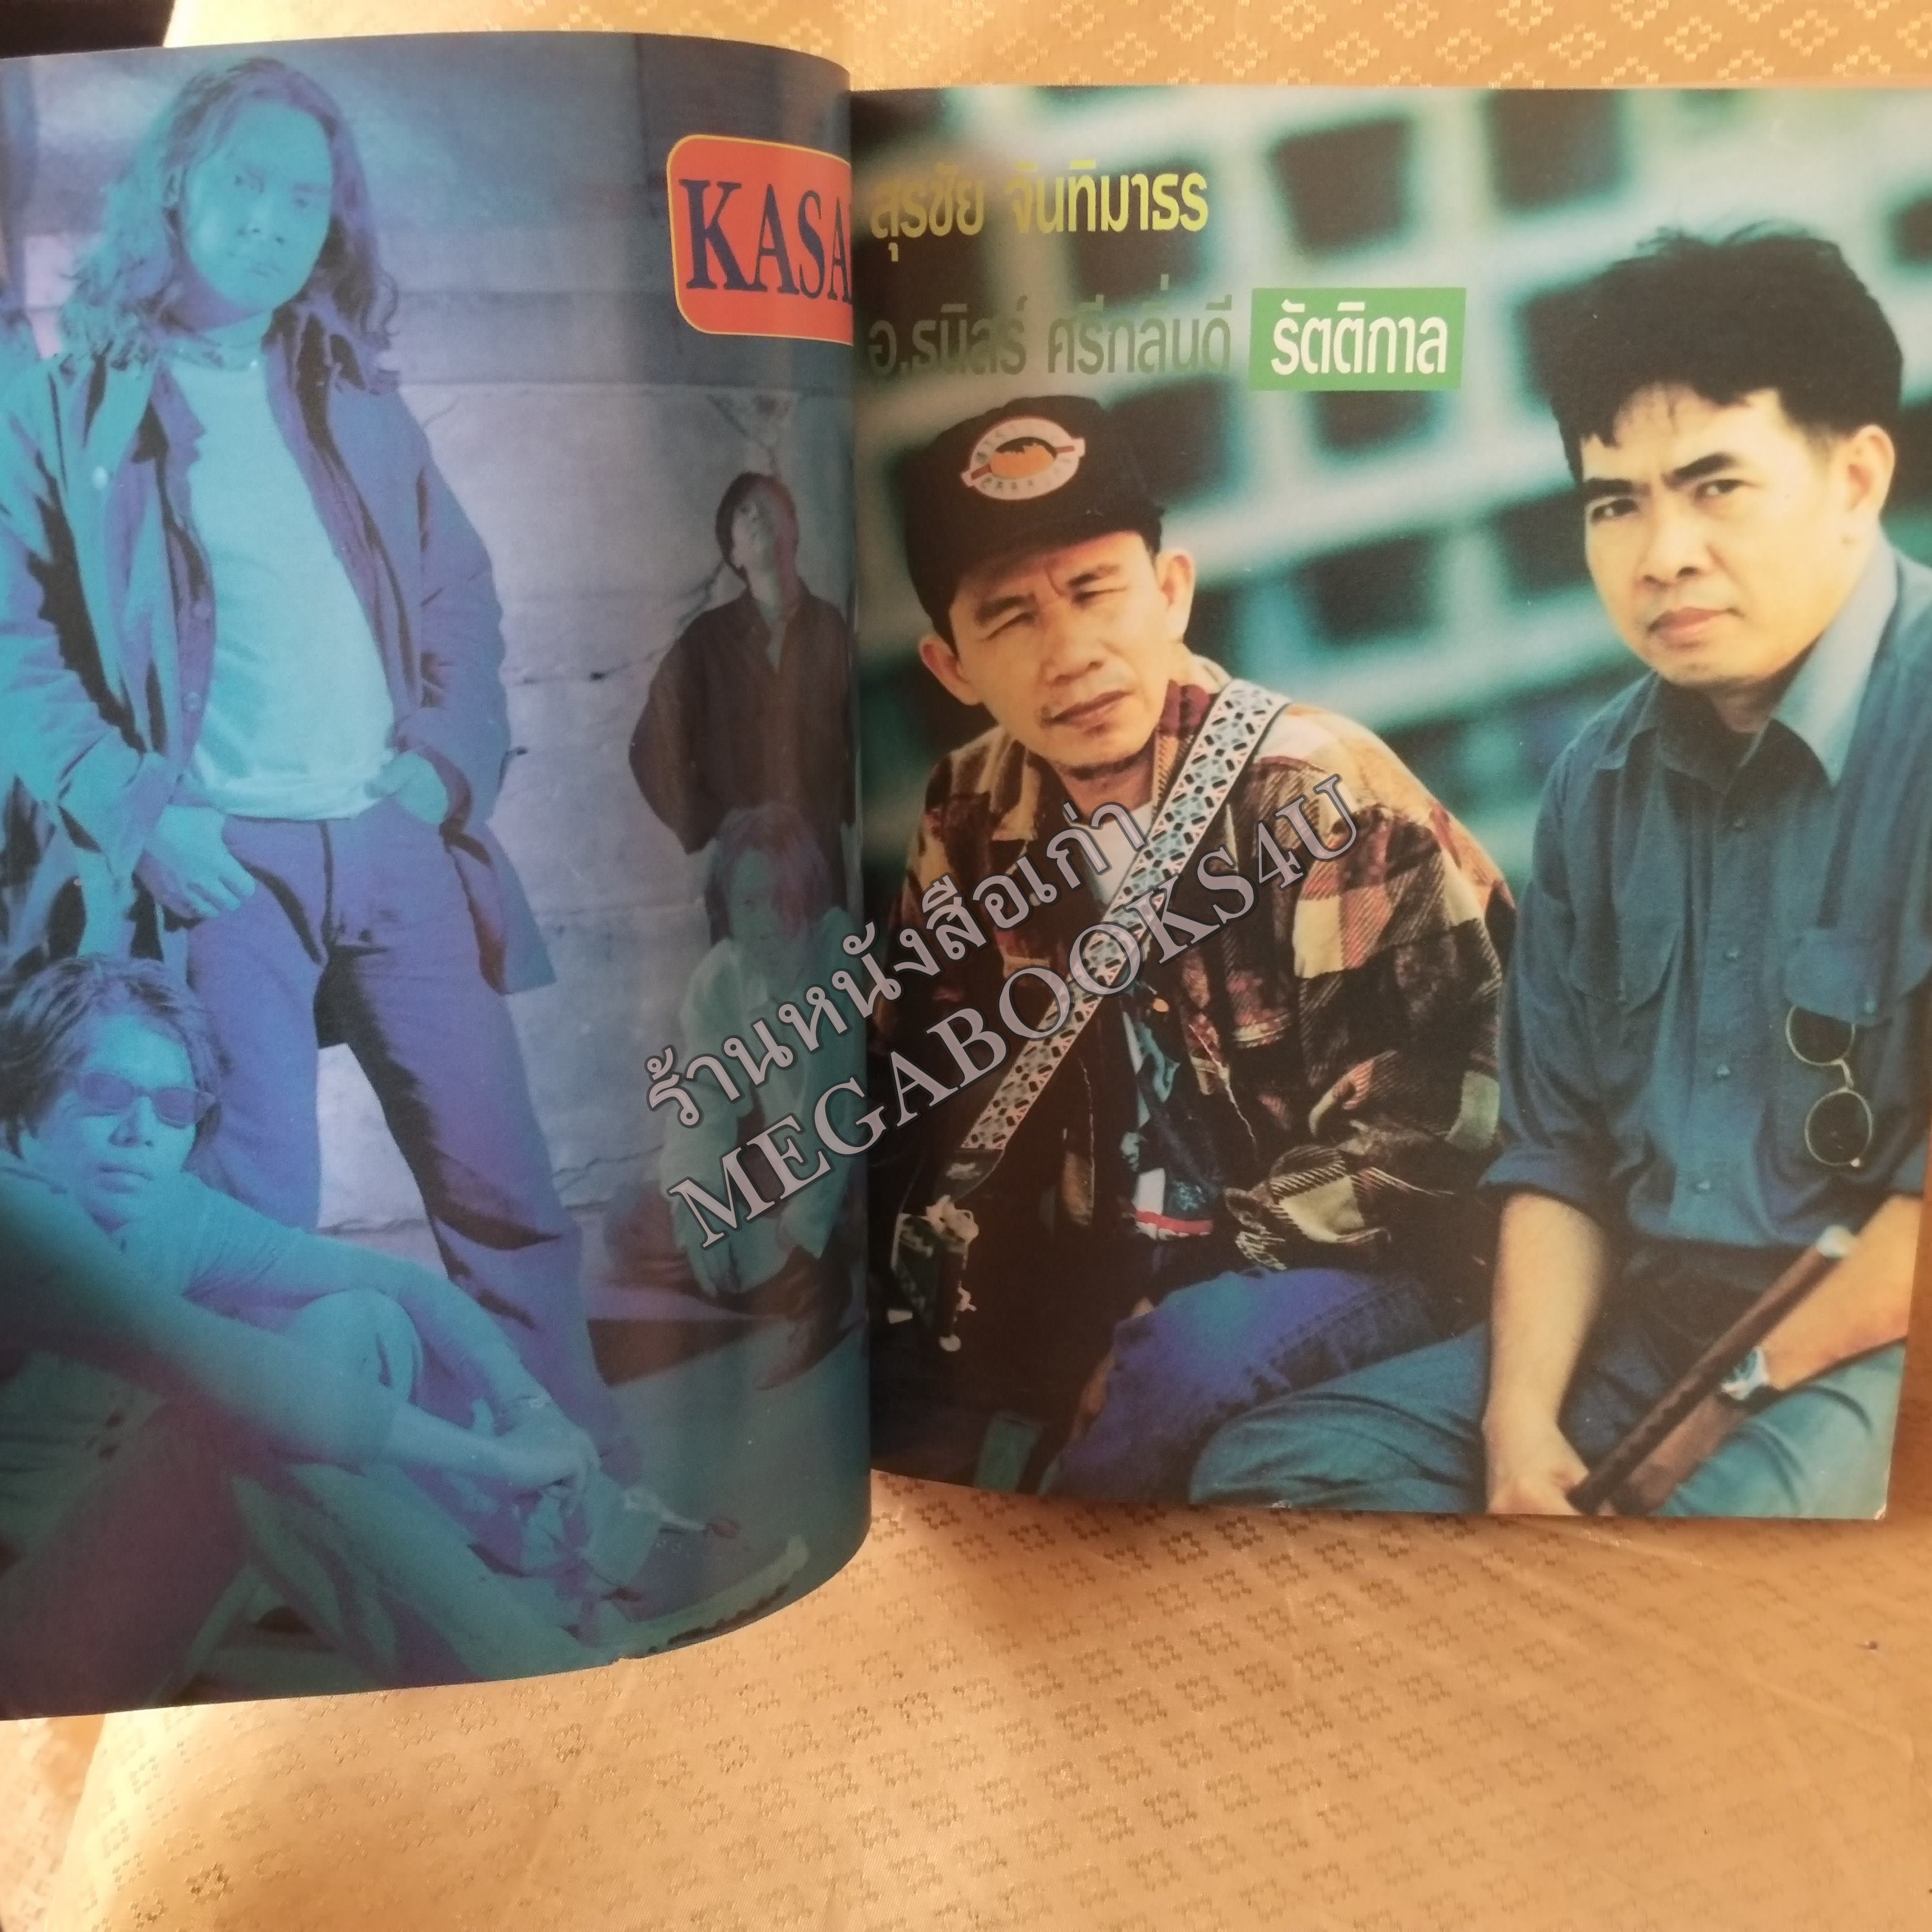 KASA
สุรชัย จันทิมาธร
อ.ธนิสร์ ศรีกลิ่นดี รัตติกาล
ร้านหนังสือเก่า
MEGABOOKS4U